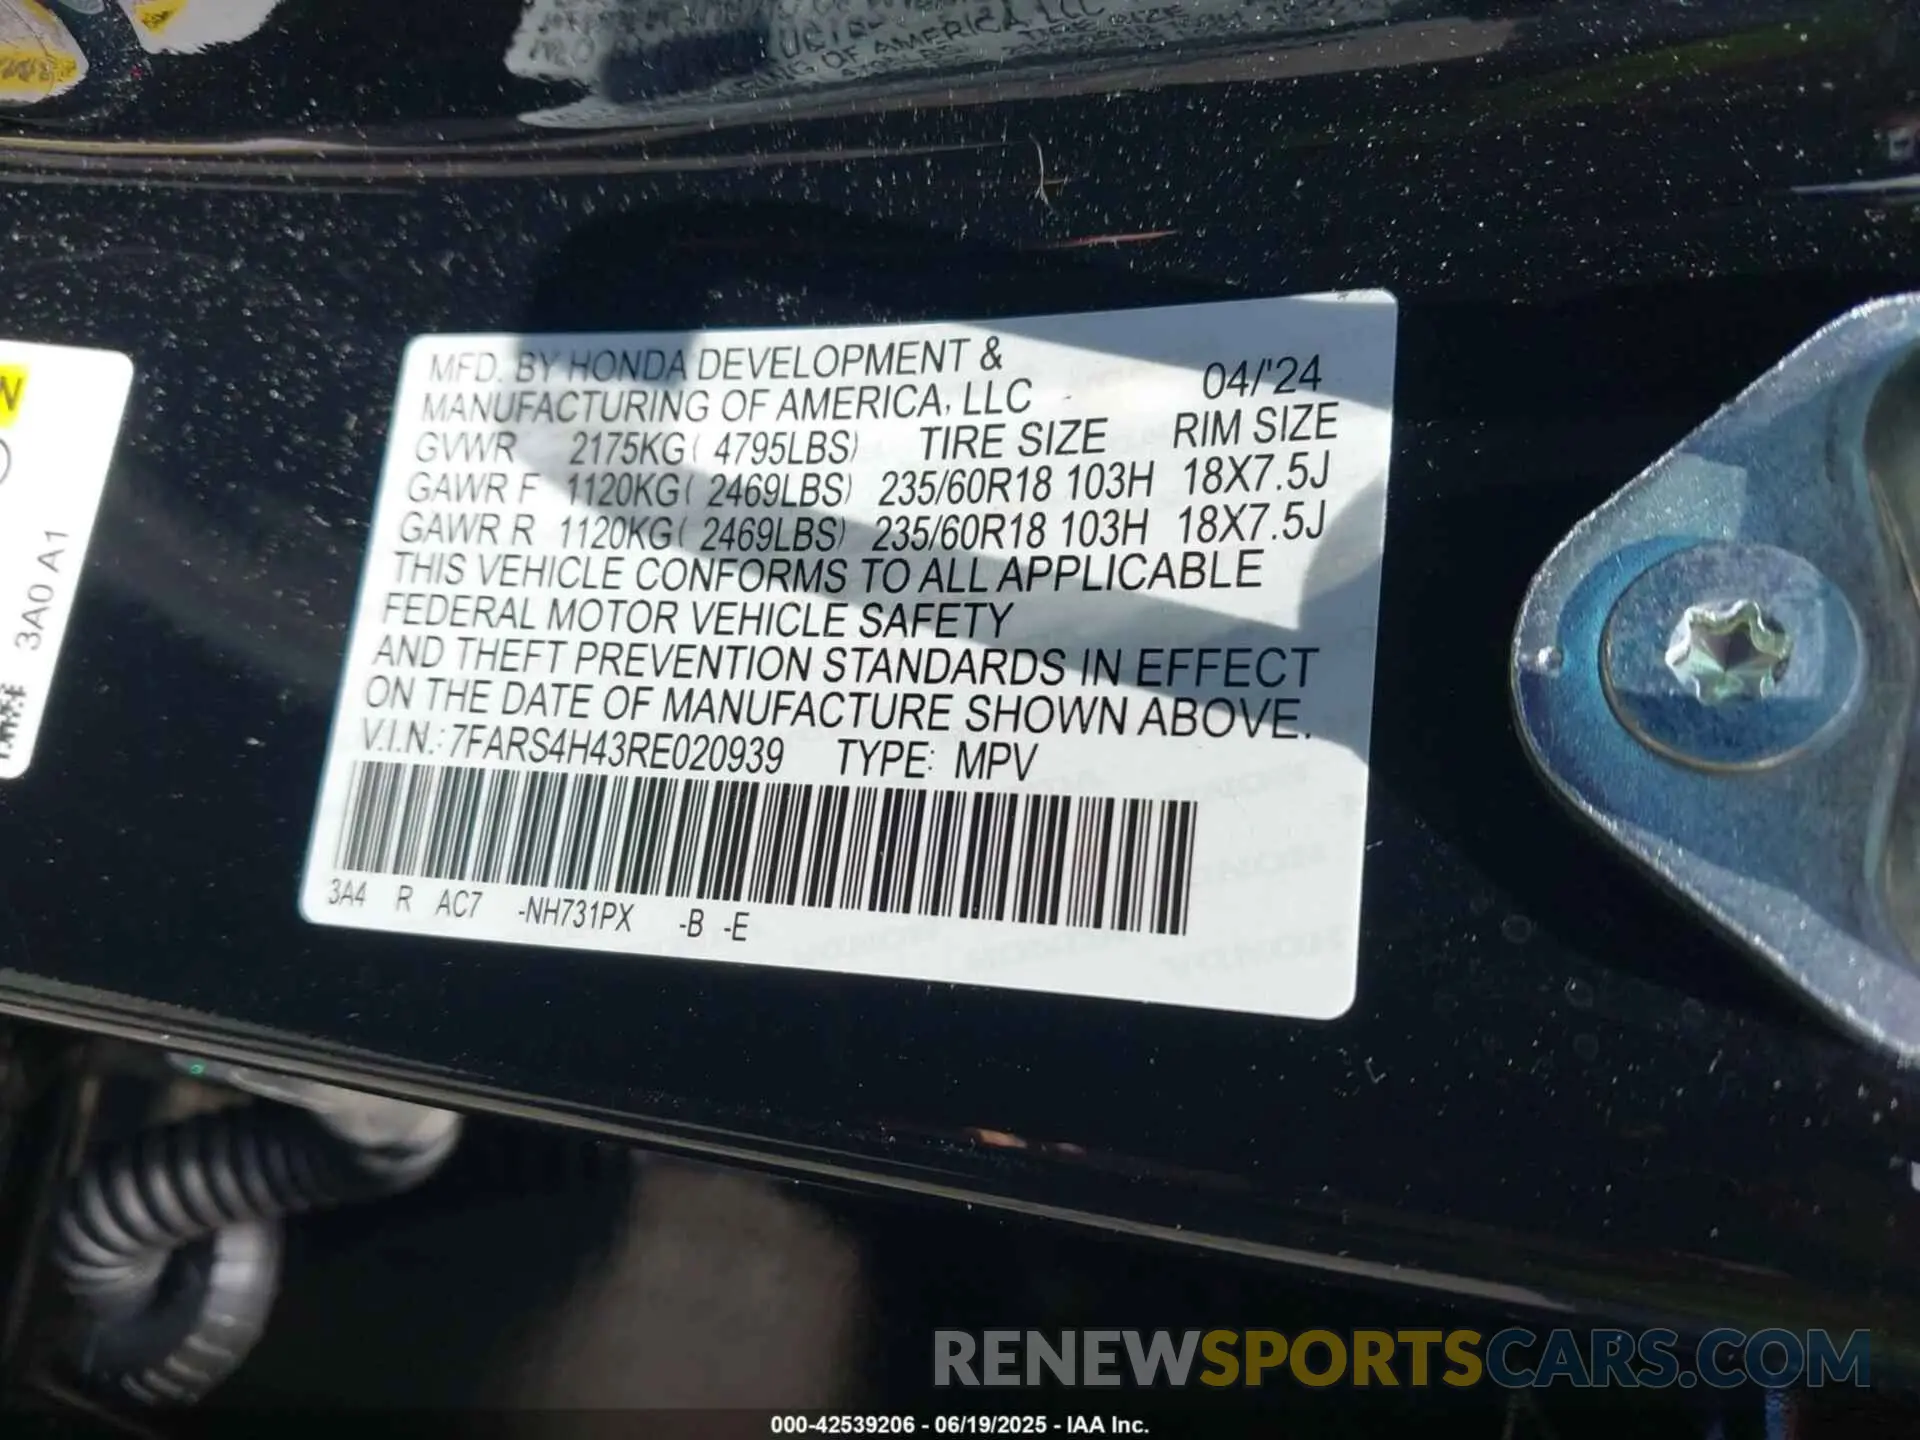 MFD. BY HONDA DEVELOPMENT &
MANUFACTURING OF AMERICA, LLC 04/'24
GVWR 2175KG( 4795LBS) TIRE SIZE RIM SIZE
GAWR F 1120KG( 2469LBS) 235/60R18 103H 18X7.5J
GAWR R 1120KG( 2469LBS) 235/60R18 103H 18X7.5J
THIS VEHICLE CONFORMS TO ALL APPLICABLE
FEDERAL MOTOR VEHICLE SAFETY
AND THEFT PREVENTION STANDARDS IN EFFECT
ON THE DATE OF MANUFACTURE SHOWN ABOVE.
V.I.N.: 7FARS4H43RE020939 TYPE: MPV
3A4 R AC7 -NH731PX -B -E
3A0 A1
RENEWSPORTSCARS.COM
000-42539206 - 06/19/2025 - IAA Inc.